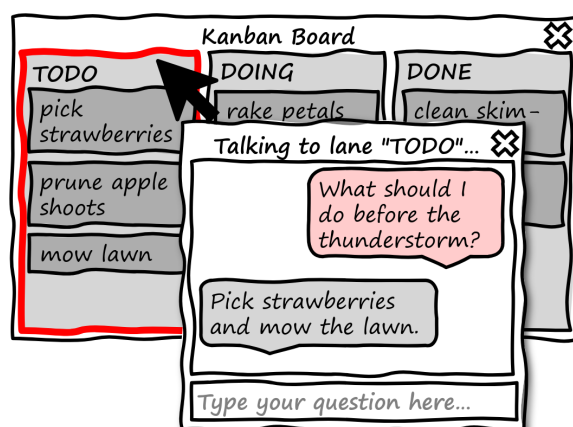 Kanban Board
TODO
pick
strawberries
prune apple
shoots
mow lawn
DOING
rake petals
DONE
clean skim-
Talking to lane "TODO"...
What should I
do before the
thunderstorm?
Pick strawberries
and mow the lawn.
Type your question here...